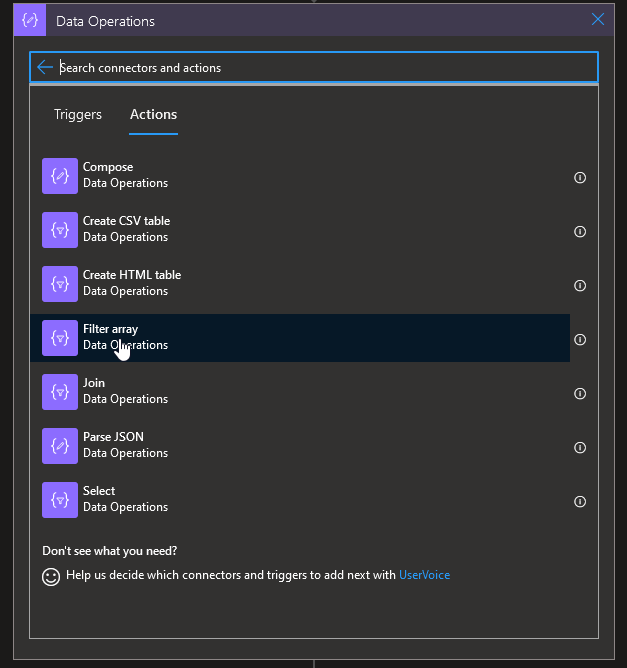 Data Operations
Search connectors and actions
Triggers
Actions
Compose
Data Operations
Create CSV table
Data Operations
Create HTML table
Data Operations
Filter array
Data Operations
Join
Data Operations
Parse JSON
Data Operations
Select
Data Operations
Don't see what you need?
Help us decide which connectors and triggers to add next with UserVoice